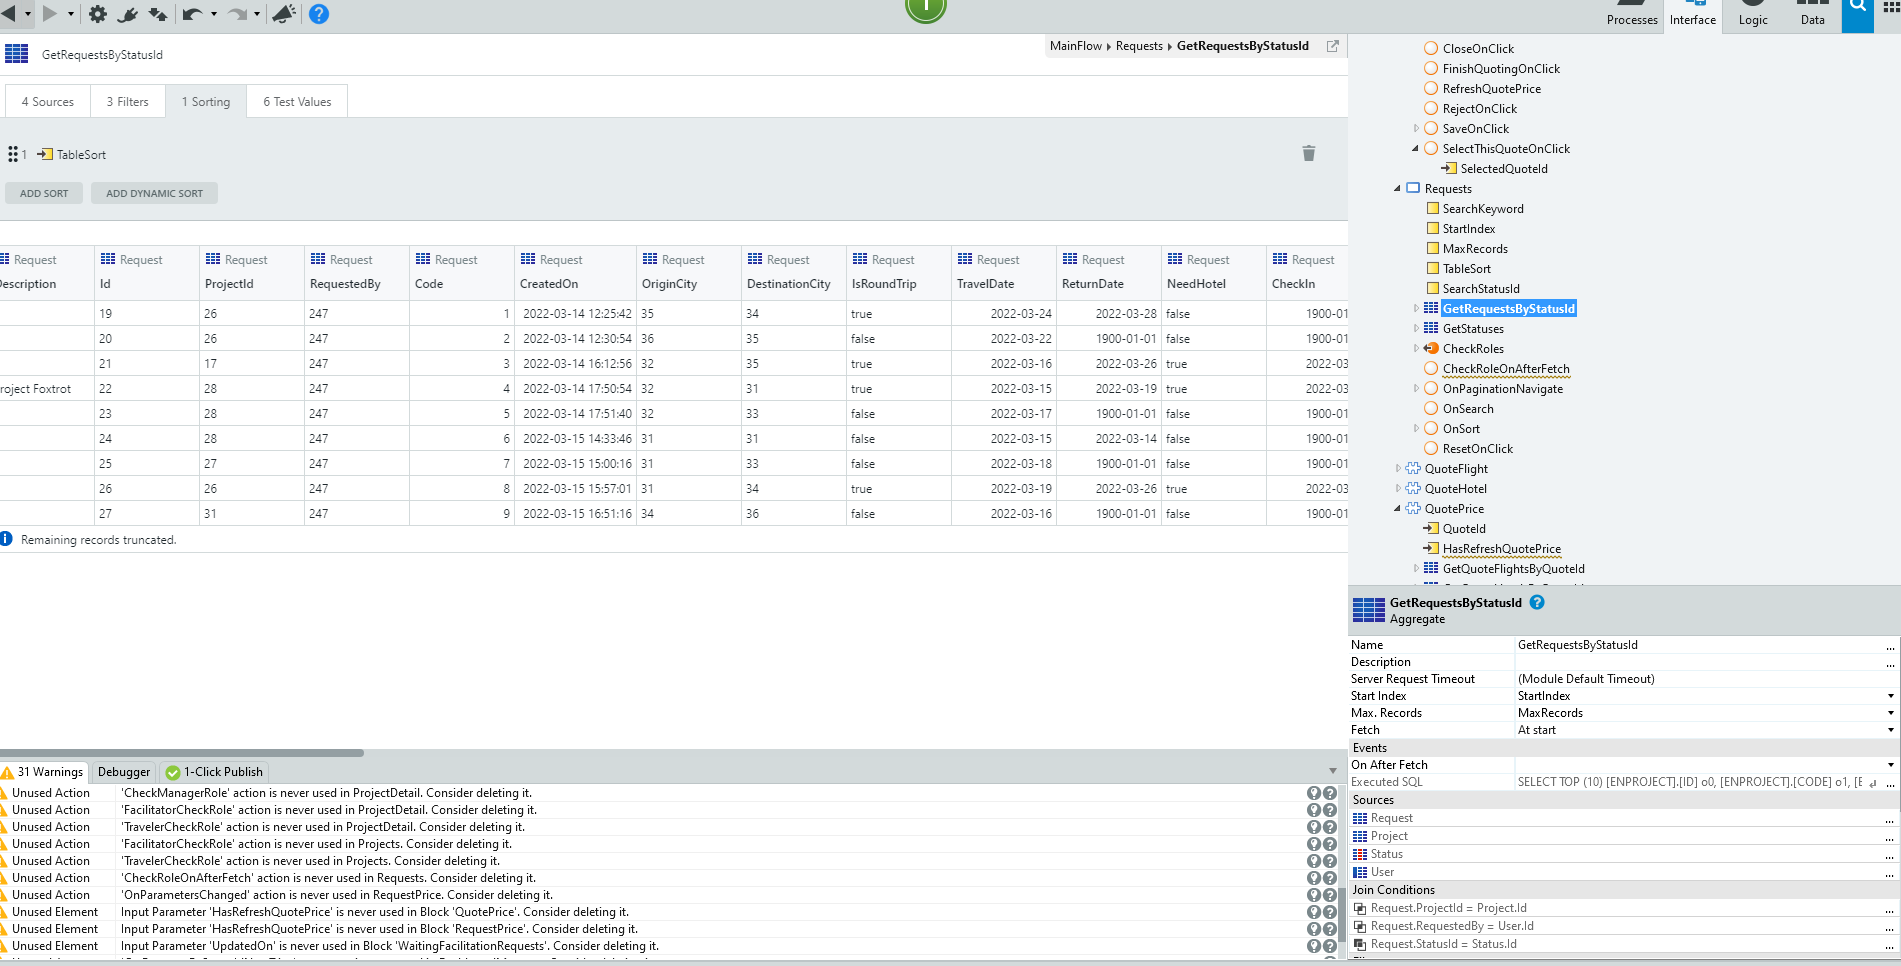 Processes Interface Logic Data
GetRequestsByStatusId
MainFlow Requests GetRequestsByStatusId
4 Sources 3 Filters 1 Sorting 6 Test Values
1 TableSort
ADD SORT ADD DYNAMIC SORT
Request Request Request Request Request Request Request Request Request Request Request Request Request
Description Id ProjectId RequestedBy Code CreatedOn OriginCity DestinationCity IsRoundTrip TravelDate ReturnDate NeedHotel CheckIn
19 26 247 1 2022-03-14 12:25:42 35 34 true 2022-03-24 2022-03-28 false 1900-01
20 26 247 2 2022-03-14 12:30:54 36 35 false 2022-03-22 1900-01-01 false 1900-01
21 17 247 3 2022-03-14 16:12:56 32 35 true 2022-03-16 2022-03-26 true 2022-03
roject Foxtrot 22 28 247 4 2022-03-14 17:50:54 32 31 true 2022-03-15 2022-03-19 true 2022-03
23 28 247 5 2022-03-14 17:51:40 32 33 false 2022-03-17 1900-01-01 false 1900-01
24 28 247 6 2022-03-15 14:33:46 31 31 false 2022-03-15 2022-03-14 false 1900-01
25 27 247 7 2022-03-15 15:00:16 31 33 false 2022-03-18 1900-01-01 false 1900-01
26 26 247 8 2022-03-15 15:57:01 31 34 true 2022-03-19 2022-03-26 true 2022-03
27 31 247 9 2022-03-15 16:51:16 34 36 false 2022-03-16 1900-01-01 false 1900-01
Remaining records truncated.
31 Warnings Debugger 1-Click Publish
Unused Action 'CheckManagerRole' action is never used in ProjectDetail. Consider deleting it.
Unused Action 'FacilitatorCheckRole' action is never used in ProjectDetail. Consider deleting it.
Unused Action 'TravelerCheckRole' action is never used in ProjectDetail. Consider deleting it.
Unused Action 'FacilitatorCheckRole' action is never used in Projects. Consider deleting it.
Unused Action 'TravelerCheckRole' action is never used in Projects. Consider deleting it.
Unused Action 'CheckRoleOnAfterFetch' action is never used in Requests. Consider deleting it.
Unused Action 'OnParametersChanged' action is never used in RequestPrice. Consider deleting it.
Unused Element Input Parameter 'HasRefreshQuotePrice' is never used in Block 'QuotePrice'. Consider deleting it.
Unused Element Input Parameter 'HasRefreshQuotePrice' is never used in Block 'RequestPrice'. Consider deleting it.
Unused Element Input Parameter 'UpdatedOn' is never used in Block 'WaitingFacilitationRequests'. Consider deleting it.
CloseOnClick
FinishQuotingOnClick
RefreshQuotePrice
RejectOnClick
SaveOnClick
SelectThisQuoteOnClick
SelectedQuoteId
Requests
SearchKeyword
StartIndex
MaxRecords
TableSort
SearchStatusId
GetRequestsByStatusId
GetStatuses
CheckRoles
CheckRoleOnAfterFetch
OnPaginationNavigate
OnSearch
OnSort
ResetOnClick
QuoteFlight
QuoteHotel
QuotePrice
QuoteId
HasRefreshQuotePrice
GetQuoteFlightsByQuoteId
GetRequestsByStatusId
Aggregate
Name GetRequestsByStatusId ...
Description ...
Server Request Timeout (Module Default Timeout)
Start Index StartIndex
Max. Records MaxRecords
Fetch At start
Events
On After Fetch
Executed SQL SELECT TOP (10) [ENPROJECT].[ID] o0, [ENPROJECT].[CODE] o1, [E ...
Sources
Request ...
Project ...
Status ...
User ...
Join Conditions
Request.ProjectId = Project.Id ...
Request.RequestedBy = User.Id ...
Request.StatusId = Status.Id ...